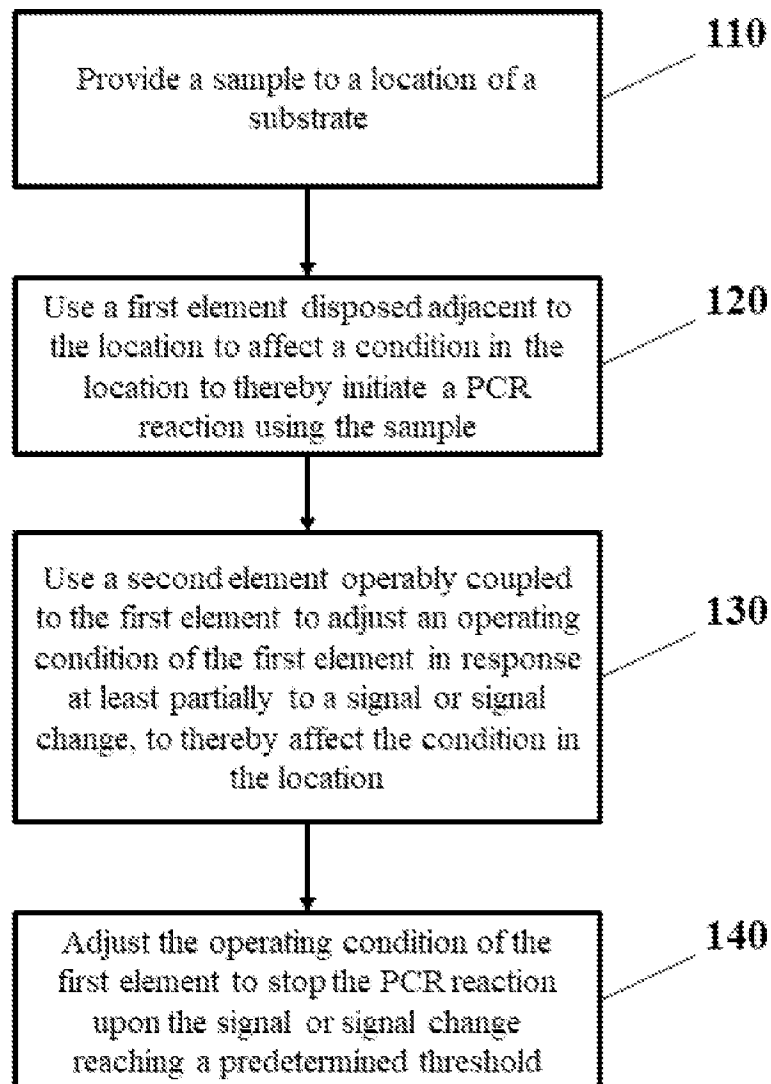 110
Provide a sample to a location of a
substrate
120
Use a first element disposed adjacent to
the location to affect a condition in the
location to thereby initiate a PCR
reaction using the sample
130
Use a second element operably coupled
to the first element to adjust an operating
condition of the first element in response
at least partially to a signal or signal
change, to thereby affect the condition in
the location
140
Adjust the operating condition of the
first element to stop the PCR reaction
upon the signal or signal change
reaching a predetermined threshold